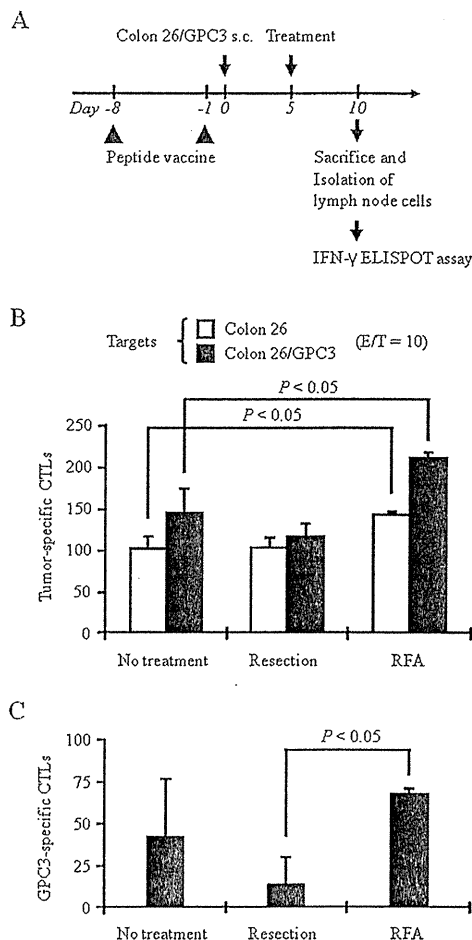 A
Colon 26/GPC3 s.c. Treatment
Day -8 -1 0 5 10
Peptide vaccine
Sacrifice and
Isolation of
lymph node cells
IFN-γ ELISPOT assay
B
Targets
Colon 26
Colon 26/GPC3
(E/T = 10)
P < 0.05
P < 0.05
Tumor-specific CTLs
250
200
150
100
50
0
No treatment Resection RFA
C
P < 0.05
GPC3-specific CTLs
100
75
50
25
0
No treatment Resection RFA